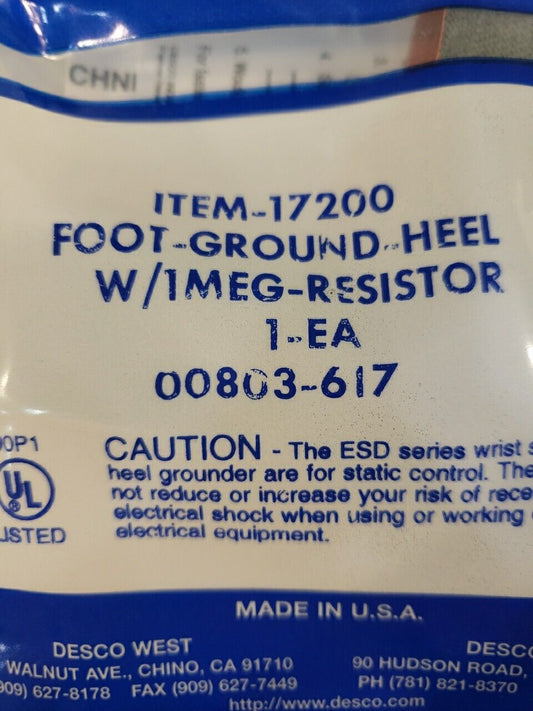 CHNI
ITEM-17200
FOOT-GROUND-HEEL
W/1MEG-RESISTOR
1-EA
00803-617
00P1
UL
LISTED
CAUTION - The ESD series wrist s
heel grounder are for static control. The
not reduce or increase your risk of rece
electrical shock when using or working
electrical equipment.
MADE IN U.S.A.
DESCO WEST
WALNUT AVE., CHINO, CA 91710
909) 627-8178 FAX (909) 627-7449
DESCO
90 HUDSON ROAD,
PH (781) 821-8370
http://www.desco.com